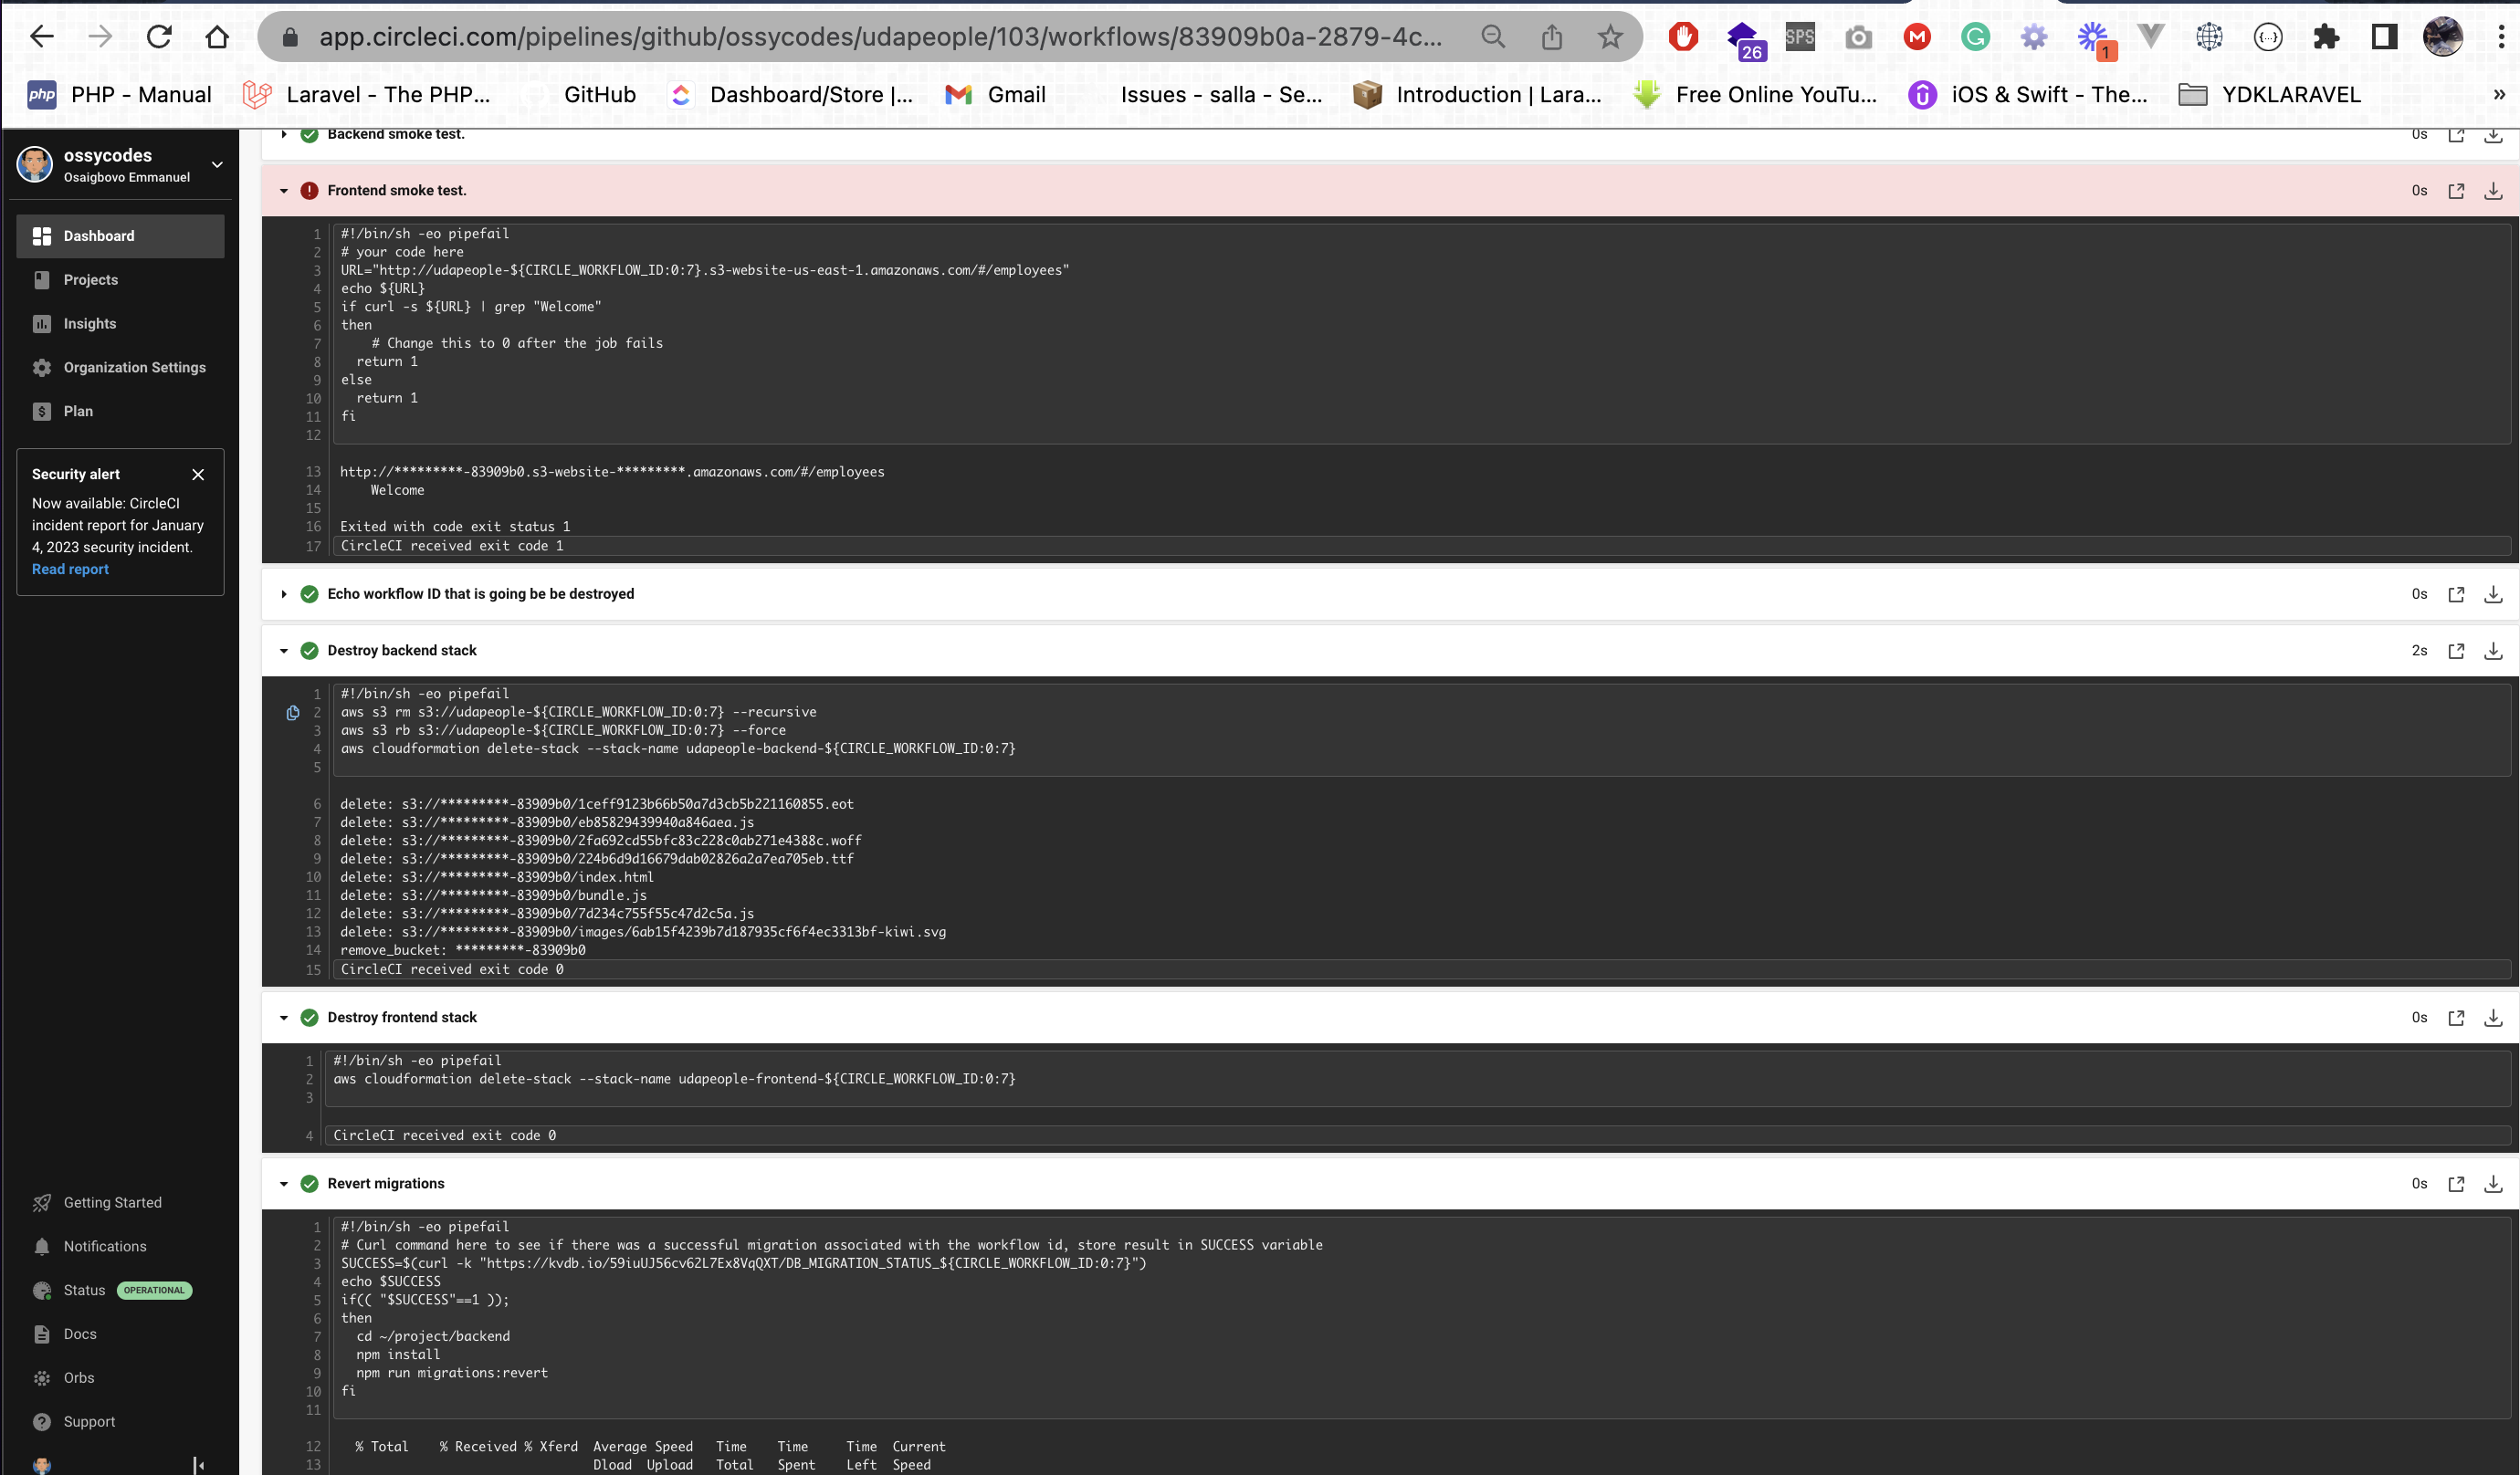 app.circleci.com/pipelines/github/ossycodes/udapeople/103/workflows/83909b0a-2879-4c...
26
SPS
1
php PHP - Manual
Laravel - The PHP...
GitHub
Dashboard/Store |...
Gmail
Issues - salla - Se...
Introduction | Lara...
Free Online YouTu...
iOS & Swift - The...
YDKLARAVEL
»
ossycodes
Osaigbovo Emmanuel
Dashboard
Projects
Insights
Organization Settings
Plan
Security alert
Now available: CircleCI
incident report for January
4, 2023 security incident.
Read report
Getting Started
Notifications
Status OPERATIONAL
Docs
Orbs
Support
Backend smoke test.
0s
Frontend smoke test.
0s
1 #!/bin/sh -eo pipefail
2 # your code here
3 URL="http://udapeople-${CIRCLE_WORKFLOW_ID:0:7}.s3-website-us-east-1.amazonaws.com/#/employees"
4 echo ${URL}
5 if curl -s ${URL} | grep "Welcome"
6 then
7     # Change this to 0 after the job fails
8   return 1
9 else
10   return 1
11 fi
12
13 http://*********-83909b0.s3-website-*********.amazonaws.com/#/employees
14     Welcome
15
16 Exited with code exit status 1
17 CircleCI received exit code 1
Echo workflow ID that is going be be destroyed
0s
Destroy backend stack
2s
1 #!/bin/sh -eo pipefail
2 aws s3 rm s3://udapeople-${CIRCLE_WORKFLOW_ID:0:7} --recursive
3 aws s3 rb s3://udapeople-${CIRCLE_WORKFLOW_ID:0:7} --force
4 aws cloudformation delete-stack --stack-name udapeople-backend-${CIRCLE_WORKFLOW_ID:0:7}
5
6 delete: s3://*********-83909b0/1ceff9123b66b50a7d3cb5b221160855.eot
7 delete: s3://*********-83909b0/eb85829439940a846aea.js
8 delete: s3://*********-83909b0/2fa692cd55bfc83c228c0ab271e4388c.woff
9 delete: s3://*********-83909b0/224b6d9d16679dab02826a2a7ea705eb.ttf
10 delete: s3://*********-83909b0/index.html
11 delete: s3://*********-83909b0/bundle.js
12 delete: s3://*********-83909b0/7d234c755f55c47d2c5a.js
13 delete: s3://*********-83909b0/images/6ab15f4239b7d187935cf6f4ec3313bf-kiwi.svg
14 remove_bucket: *********-83909b0
15 CircleCI received exit code 0
Destroy frontend stack
0s
1 #!/bin/sh -eo pipefail
2 aws cloudformation delete-stack --stack-name udapeople-frontend-${CIRCLE_WORKFLOW_ID:0:7}
3
4 CircleCI received exit code 0
Revert migrations
0s
1 #!/bin/sh -eo pipefail
2 # Curl command here to see if there was a successful migration associated with the workflow id, store result in SUCCESS variable
3 SUCCESS=$(curl -k "https://kvdb.io/59iuUJ56cv62L7Ex8VqQXT/DB_MIGRATION_STATUS_${CIRCLE_WORKFLOW_ID:0:7}")
4 echo $SUCCESS
5 if(( "$SUCCESS"==1 ));
6 then
7   cd ~/project/backend
8   npm install
9   npm run migrations:revert
10 fi
11
12   % Total    % Received % Xferd  Average Speed   Time    Time     Time  Current
13                                  Dload  Upload   Total   Spent    Left  Speed